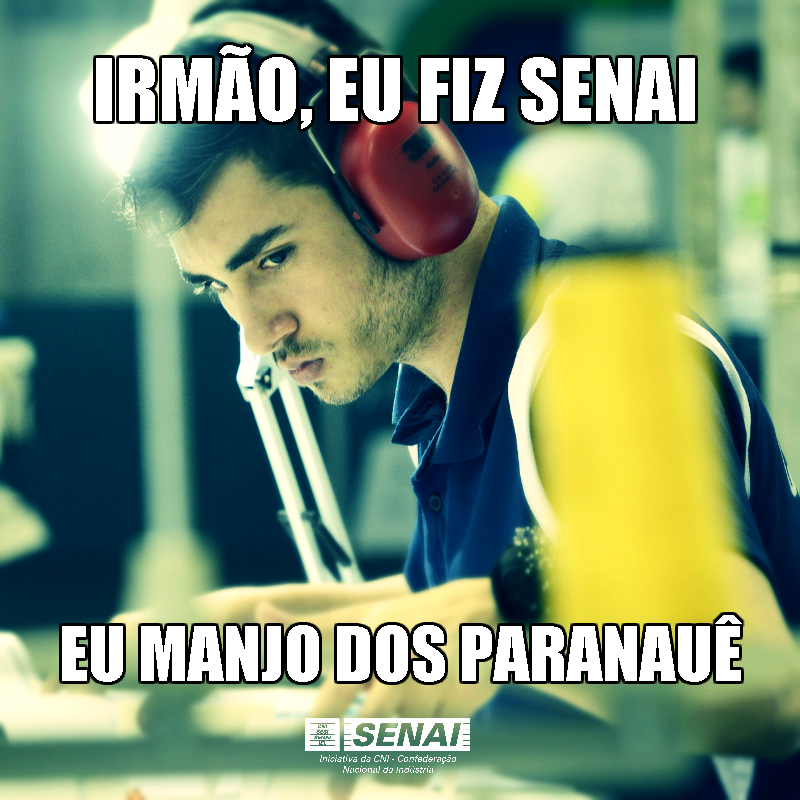 IRMÃO, EU FIZ SENAI
EU MANJO DOS PARANAUÊ
SENAI
Iniciativa da CNI - Confederação
Nacional da Indústria